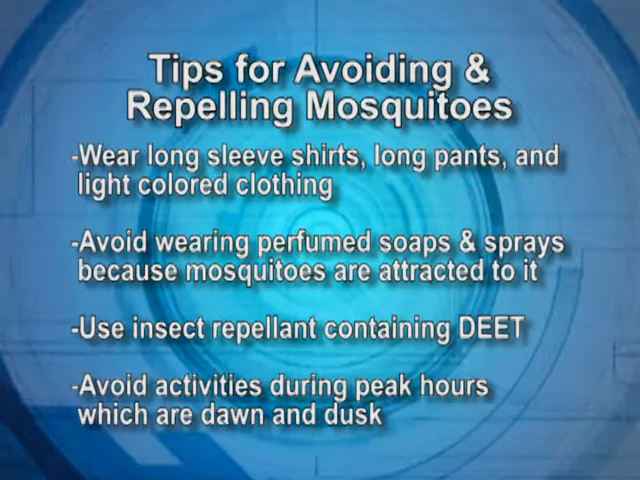 Tips for Avoiding &
Repelling Mosquitoes
-Wear long sleeve shirts, long pants, and
light colored clothing
-Avoid wearing perfumed soaps & sprays
because mosquitoes are attracted to it
-Use insect repellant containing DEET
-Avoid activities during peak hours
which are dawn and dusk